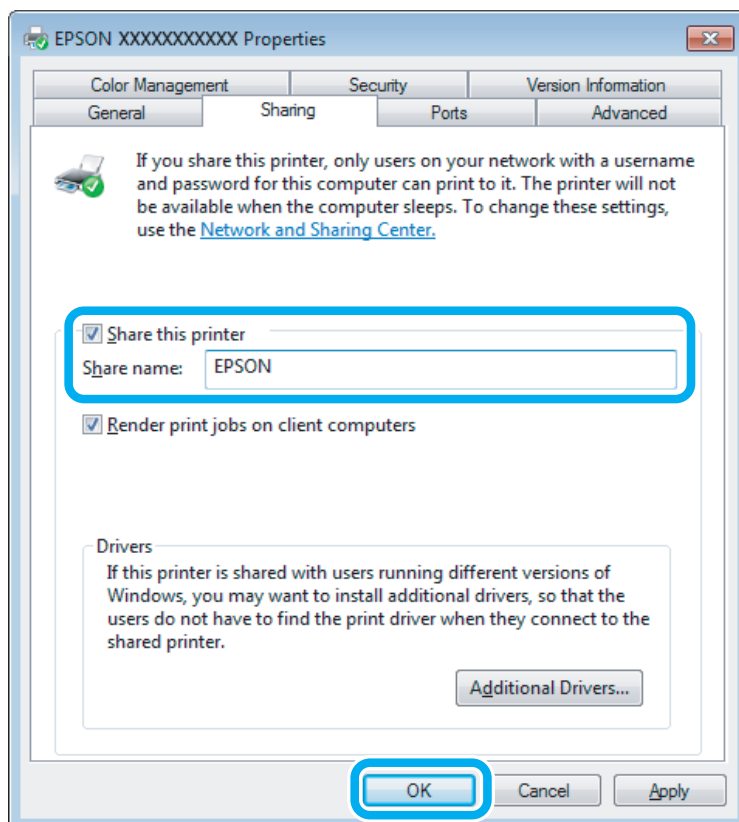 EPSON XXXXXXXXXXX Properties
Color Management Security Version Information
General Sharing Ports Advanced
If you share this printer, only users on your network with a username
and password for this computer can print to it. The printer will not
be available when the computer sleeps. To change these settings,
use the Network and Sharing Center.
Share this printer
Share name: EPSON
Render print jobs on client computers
Drivers
If this printer is shared with users running different versions of
Windows, you may want to install additional drivers, so that the
users do not have to find the print driver when they connect to the
shared printer.
Additional Drivers...
OK Cancel Apply